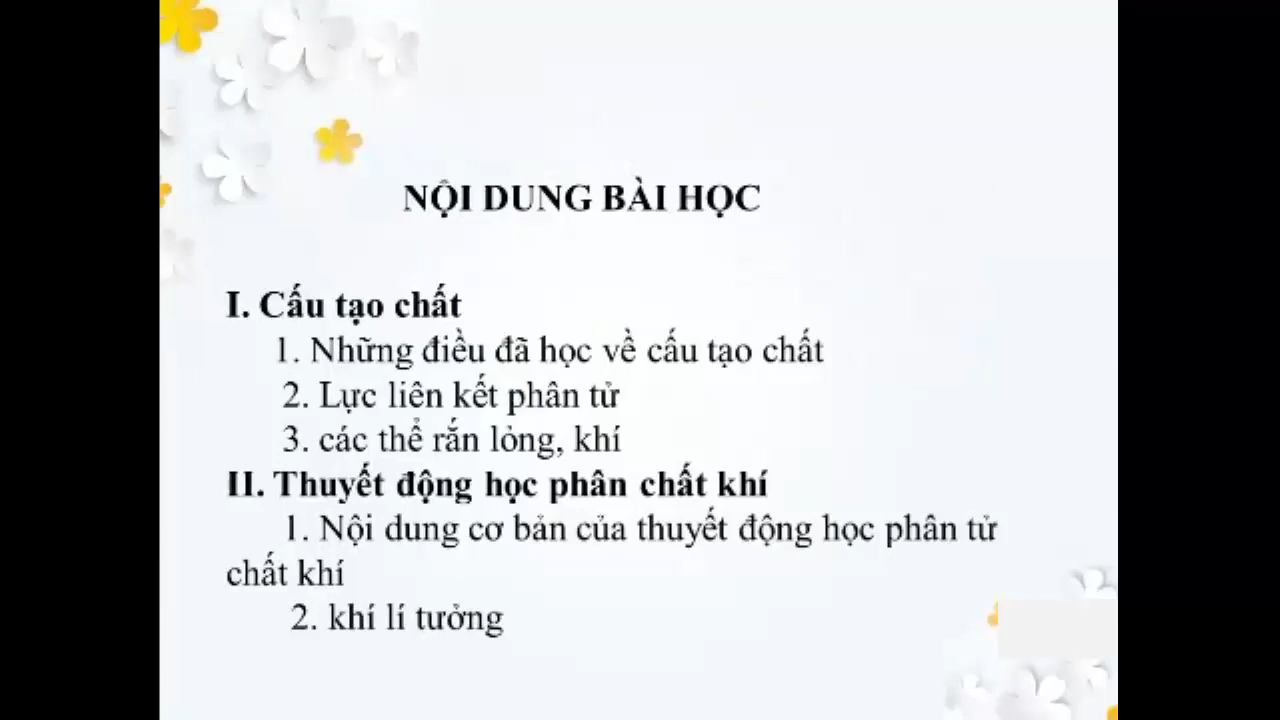 NỘI DUNG BÀI HỌC
I. Cấu tạo chất
1. Những điều đã học về cấu tạo chất
2. Lực liên kết phân tử
3. các thể rắn lỏng, khí
II. Thuyết động học phân chất khí
1. Nội dung cơ bản của thuyết động học phân tử
chất khí
2. khí lí tưởng